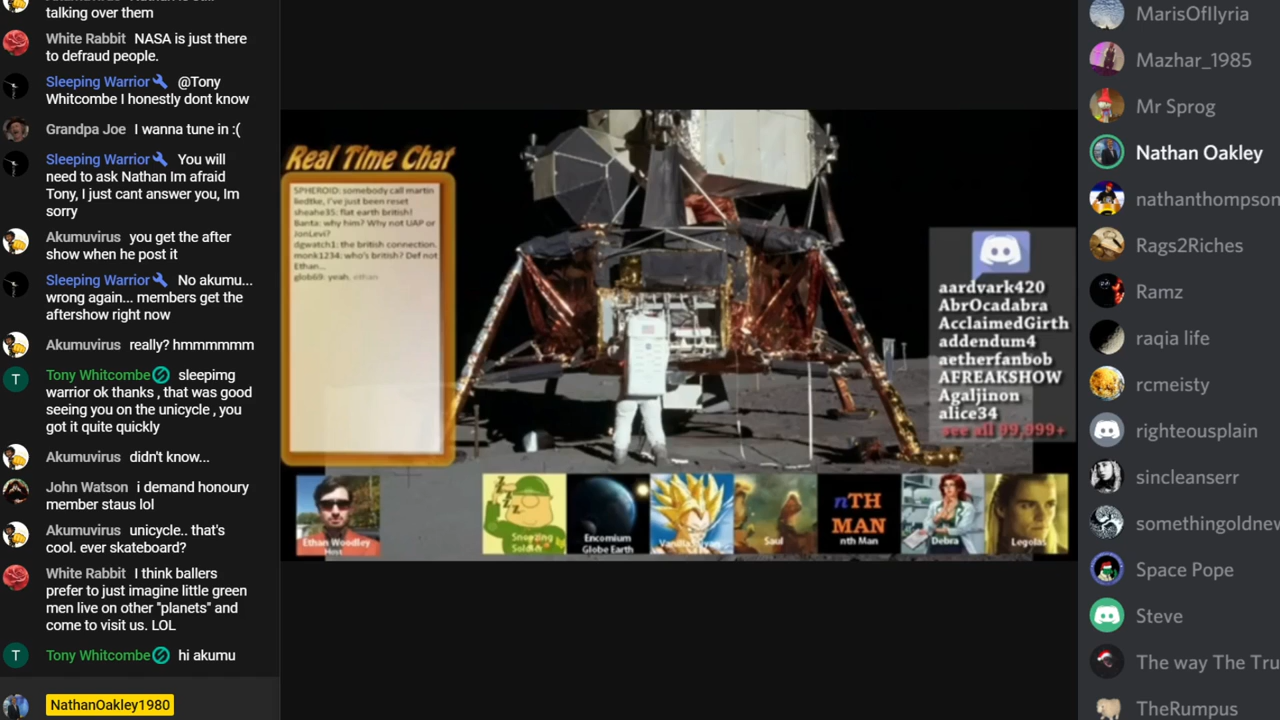 talking over them
White Rabbit NASA is just there
to defraud people.
Sleeping Warrior @Tony
Whitcombe I honestly dont know
Grandpa Joe I wanna tune in :(
Sleeping Warrior You will
need to ask Nathan Im afraid
Tony, I just cant answer you, Im
sorry
Akumuvirus you get the after
show when he post it
Sleeping Warrior No akumu...
wrong again... members get the
aftershow right now
Akumuvirus really? hmmmmmm
Tony Whitcombe sleepimg
warrior ok thanks , that was good
seeing you on the unicycle , you
got it quite quickly
Akumuvirus didn't know...
John Watson i demand honoury
member staus lol
Akumuvirus unicycle.. that's
cool. ever skateboard?
White Rabbit I think ballers
prefer to just imagine little green
men live on other "planets" and
come to visit us. LOL
Tony Whitcombe hi akumu
NathanOakley1980
Real Time Chat
SPHEROID: somebody call martin
liedtke, I've just been reset
sheahe35: flat earth british!
Banta: why him? Why not UAP or
JonLevi?
dgwatch1: the british connection.
monk1234: who's british? Def not
Ethan...
glob69: yeah, ethan
aardvark420
AbrOcadabra
AcclaimedGirth
addendum4
aetherfanbob
AFREAKSHOW
Agaljinon
alice34
see all 99,999+
Ethan Woodley
Host
Snoozing
Encomium
Globe Earth
Saul
nTH
MAN
nth Man
Debra
Legolas
MarisOfIlyria
Mazhar_1985
Mr Sprog
Nathan Oakley
nathanthompson
Rags2Riches
Ramz
raqia life
rcmeisty
righteousplain
sincleanserr
somethingoldnew
Space Pope
Steve
The way The Tru
TheRumpus